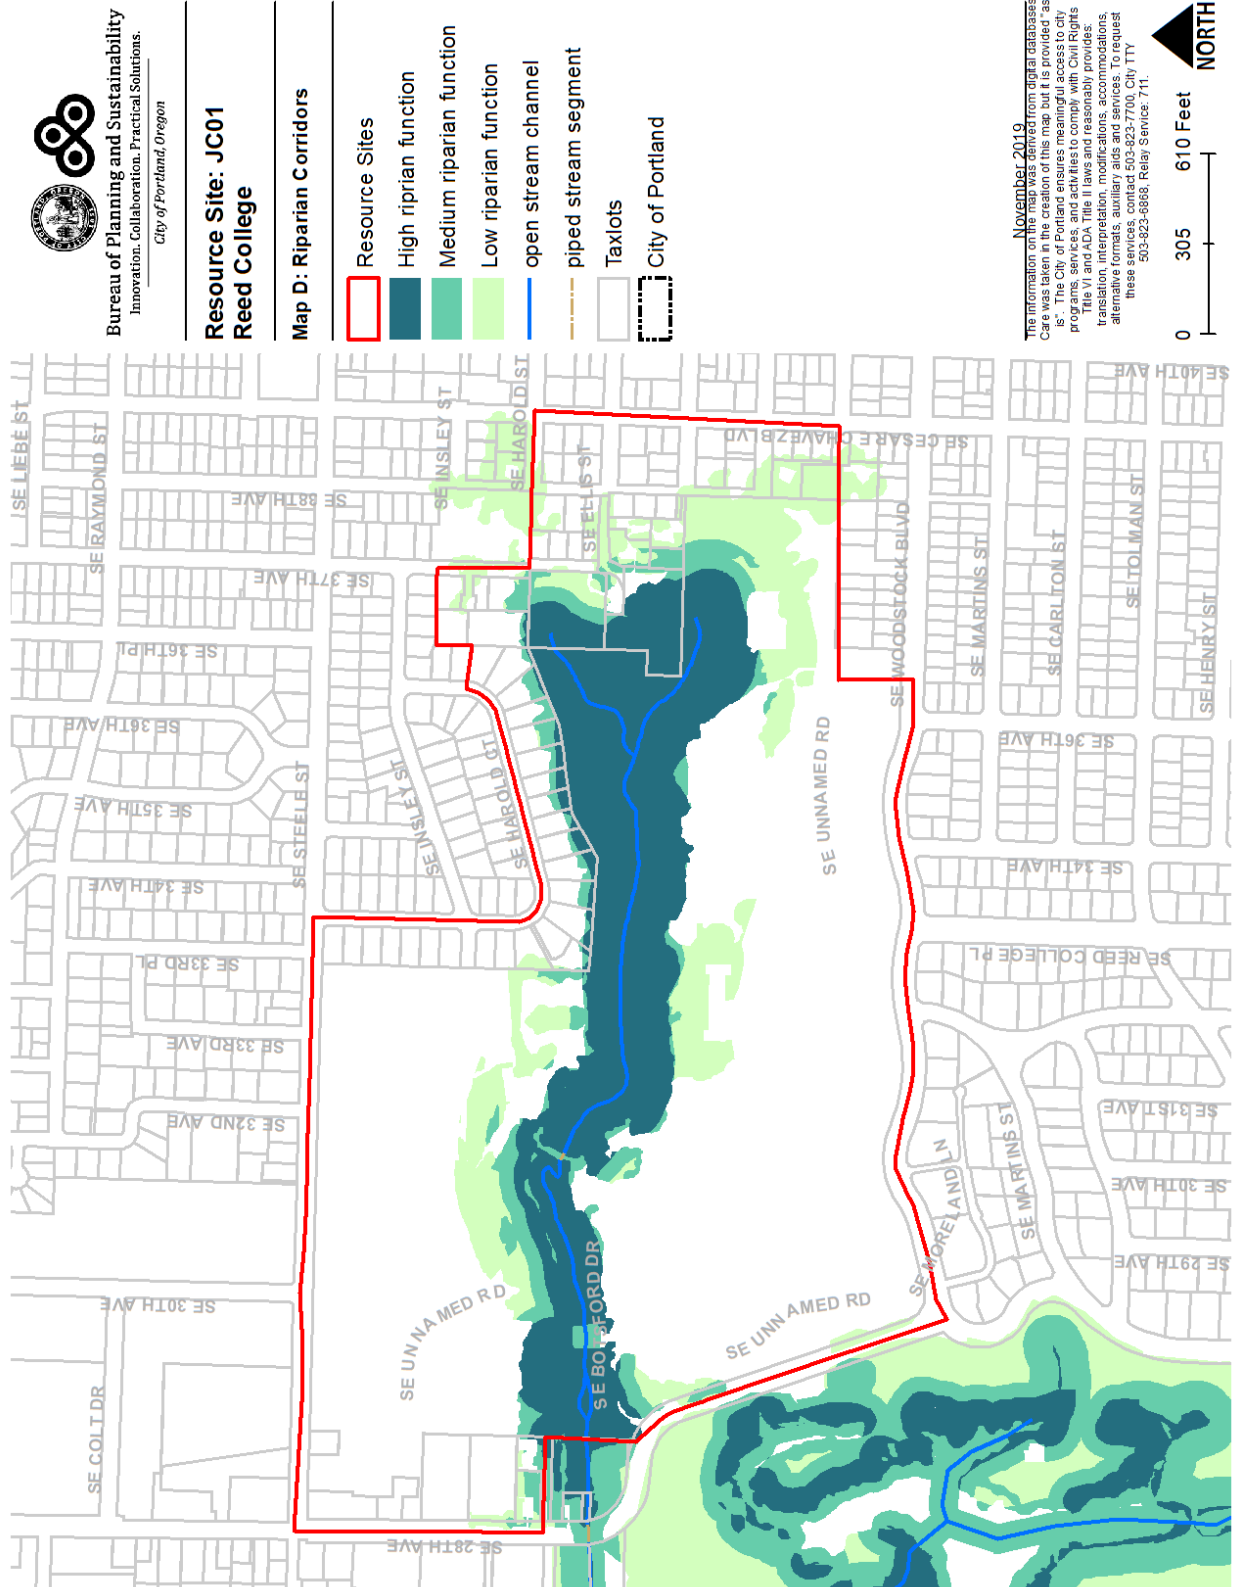 Bureau of Planning and Sustainability
Innovation. Collaboration. Practical Solutions.
City of Portland, Oregon
Resource Site: JC01
Reed College
Map D: Riparian Corridors
Resource Sites
High riprian function
Medium riparian function
Low riparian function
open stream channel
piped stream segment
Taxlots
City of Portland
November 2019
The information on the map was derived from digital databases
Care was taken in the creation of this map but it is provided "as
is". The City of Portland ensures meaningful access to city
programs, services, and activities to comply with Civil Rights
Title VI and ADA Title II laws and reasonably provides:
translation, interpretation, modifications, accommodations,
alternative formats, auxiliary aids and services. To request
these services, contact 503-823-7700, City TTY
503-823-6868, Relay Service: 711.
0 305 610 Feet
NORTH
SE LIEBE ST
SE RAYMOND ST
SE 38TH AVE
SE INSLEY ST
SE HAROLD ST
SE ELLIS ST
SE CESAR E CHAVEZ BLVD
SE 40TH AVE
SE 37TH AVE
SE 36TH PL
SE 36TH AVE
SE 35TH AVE
SE STEELE ST
SE 34TH AVE
SE INSLEY ST
SE HAROLD CT
SE UNNAMED RD
SE WOODSTOCK BLVD
SE MARTINS ST
SE CARLTON ST
SE TOLMAN ST
SE HENRY ST
SE 36TH AVE
SE 34TH AVE
SE REED COLLEGE PL
SE 33RD PL
SE 33RD AVE
SE 32ND AVE
SE 30TH AVE
SE COLT DR
SE UNNAMED RD
SE BOTSFORD DR
SE UNNAMED RD
SE MORELAND LN
SE MARTINS ST
SE 31ST AVE
SE 30TH AVE
SE 29TH AVE
SE 28TH AVE